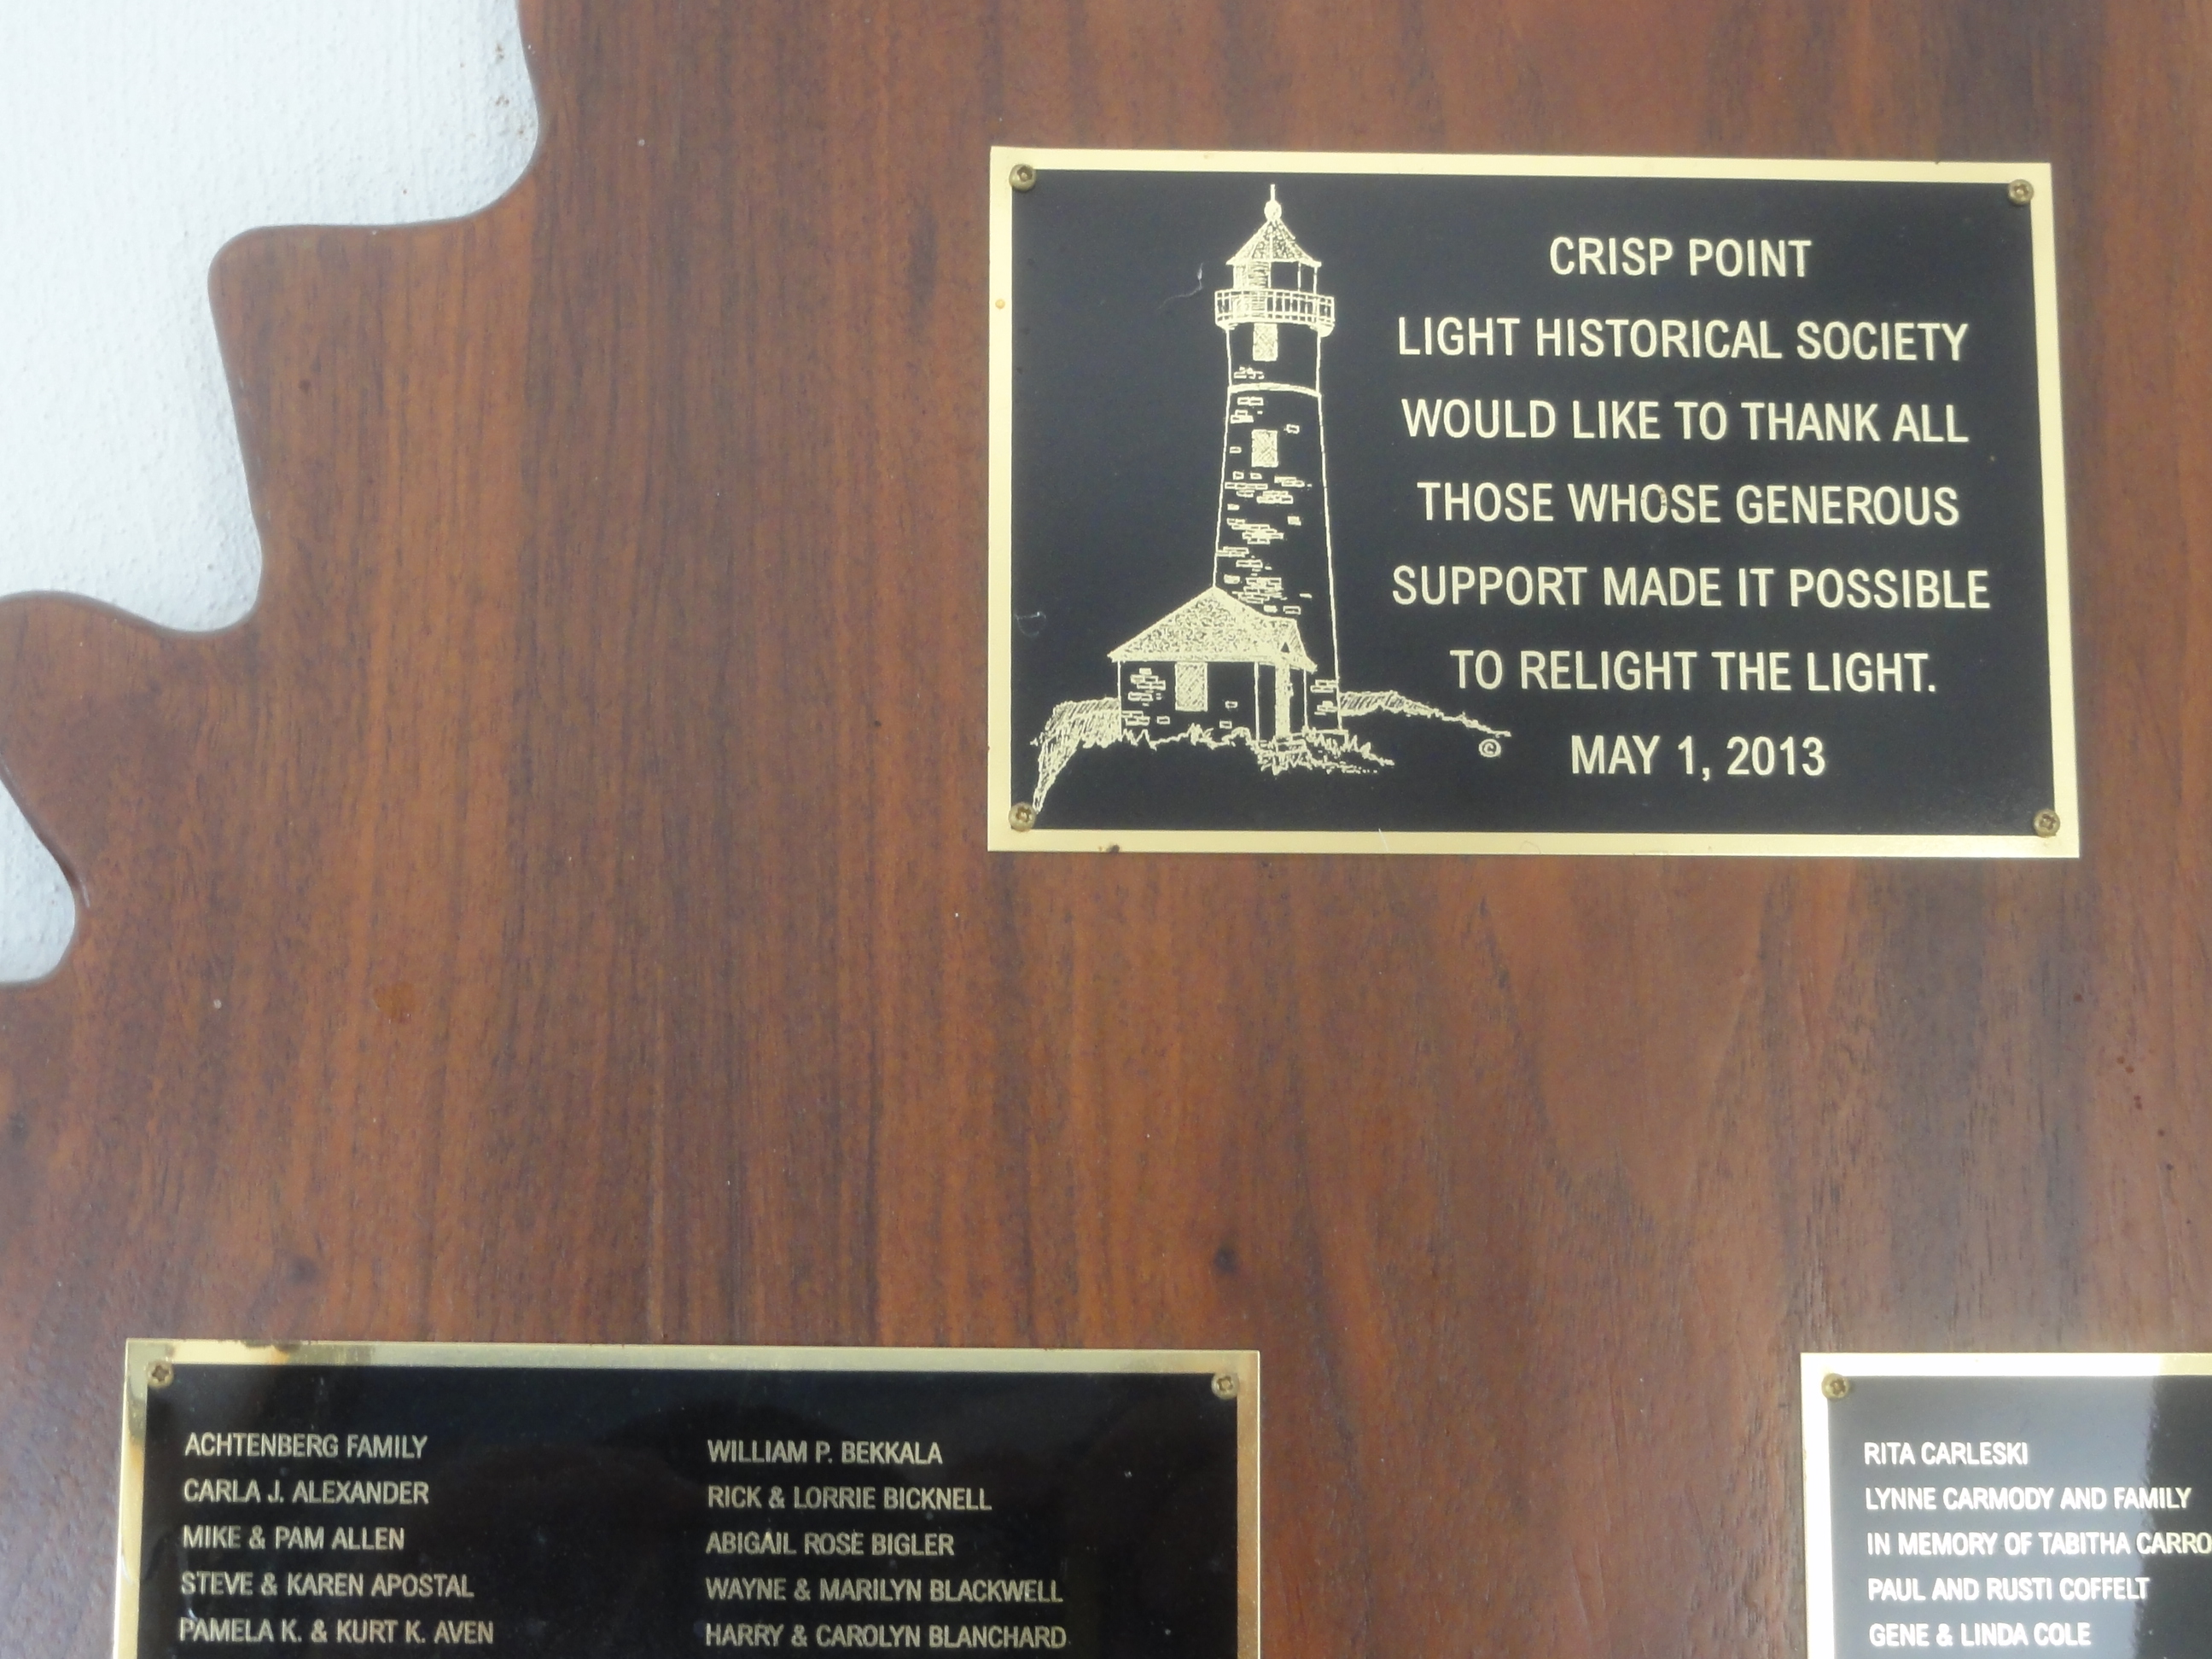 CRISP POINT
LIGHT HISTORICAL SOCIETY
WOULD LIKE TO THANK ALL
THOSE WHOSE GENEROUS
SUPPORT MADE IT POSSIBLE
TO RELIGHT THE LIGHT.
©
MAY 1, 2013
ACHTENBERG FAMILY
CARLA J. ALEXANDER
MIKE & PAM ALLEN
STEVE & KAREN APOSTAL
PAMELA K. & KURT K. AVEN
WILLIAM P. BEKKALA
RICK & LORRIE BICKNELL
ABIGAIL ROSE BIGLER
WAYNE & MARILYN BLACKWELL
HARRY & CAROLYN BLANCHARD
RITA CARLESKI
LYNNE CARMODY AND FAMILY
IN MEMORY OF TABITHA CARRO
PAUL AND RUSTI COFFELT
GENE & LINDA COLE